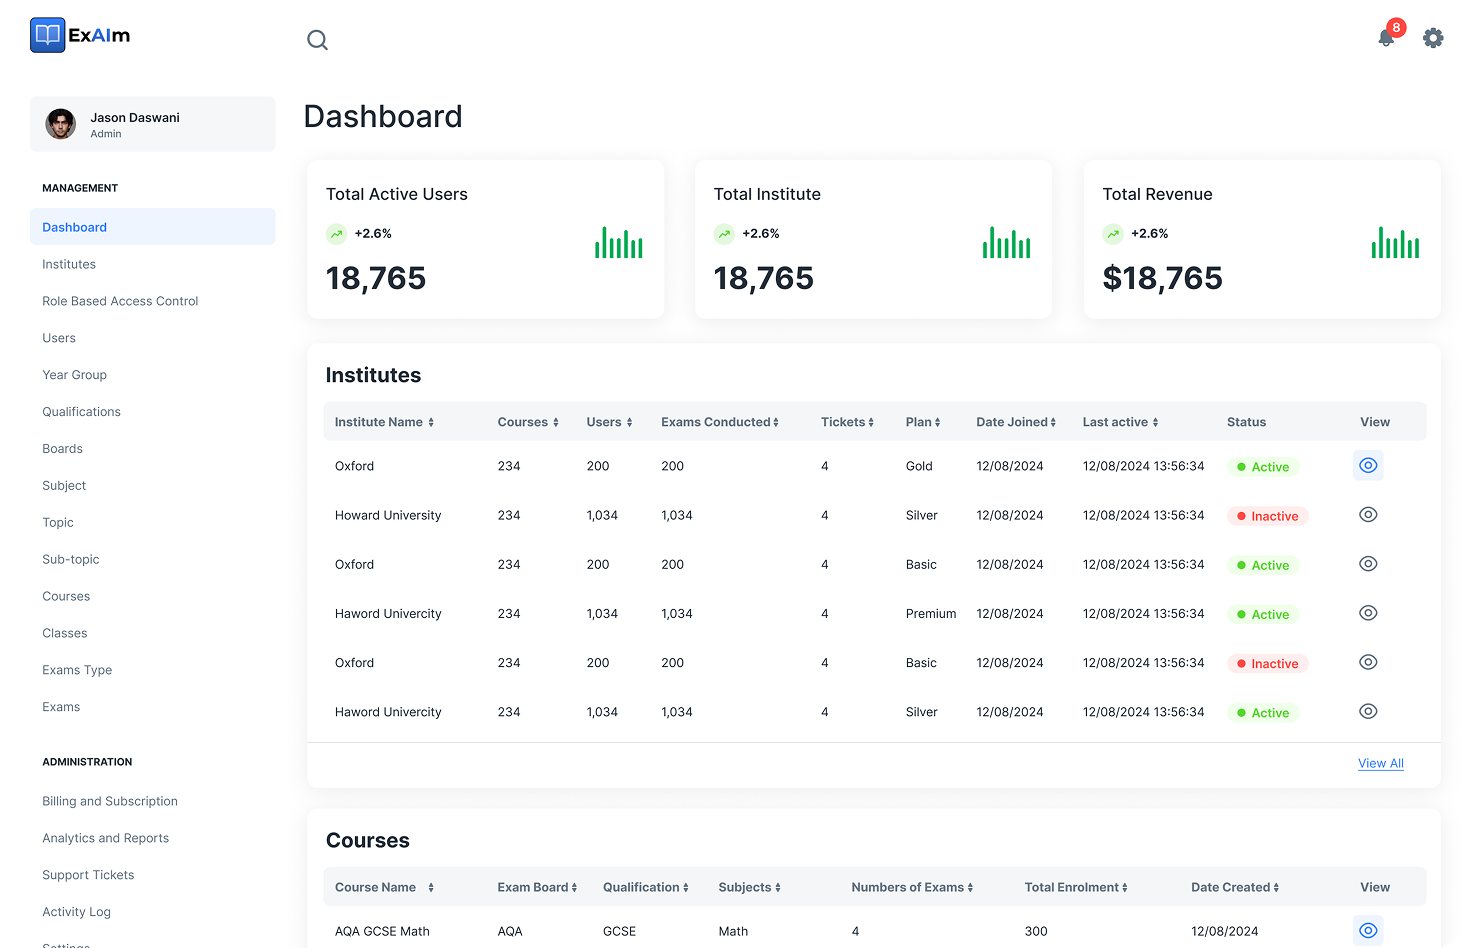 ExAIm
8
Jason Daswani
Admin
MANAGEMENT
Dashboard
Institutes
Role Based Access Control
Users
Year Group
Qualifications
Boards
Subject
Topic
Sub-topic
Courses
Classes
Exams Type
Exams
ADMINISTRATION
Billing and Subscription
Analytics and Reports
Support Tickets
Activity Log
Settings
Dashboard
Total Active Users
+2.6%
18,765
Total Institute
+2.6%
18,765
Total Revenue
+2.6%
$18,765
Institutes
Institute Name Courses Users Exams Conducted Tickets Plan Date Joined Last active Status View
Oxford 234 200 200 4 Gold 12/08/2024 12/08/2024 13:56:34 Active
Howard University 234 1,034 1,034 4 Silver 12/08/2024 12/08/2024 13:56:34 Inactive
Oxford 234 200 200 4 Basic 12/08/2024 12/08/2024 13:56:34 Active
Haword Univercity 234 1,034 1,034 4 Premium 12/08/2024 12/08/2024 13:56:34 Active
Oxford 234 200 200 4 Basic 12/08/2024 12/08/2024 13:56:34 Inactive
Haword Univercity 234 1,034 1,034 4 Silver 12/08/2024 12/08/2024 13:56:34 Active
View All
Courses
Course Name Exam Board Qualification Subjects Numbers of Exams Total Enrolment Date Created View
AQA GCSE Math AQA GCSE Math 4 300 12/08/2024